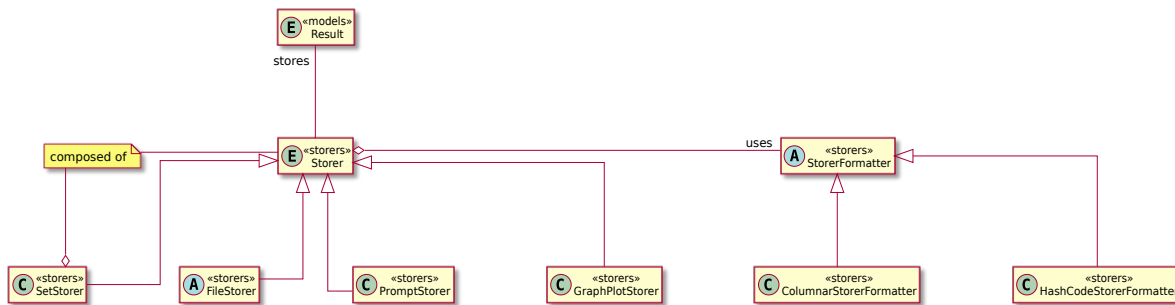 E «models»
Result
stores
composed of
E «storers»
Storer
uses
A «storers»
StorerFormatter
C «storers»
SetStorer
A «storers»
FileStorer
C «storers»
PromptStorer
C «storers»
GraphPlotStorer
C «storers»
ColumnarStorerFormatter
C «storers»
HashCodeStorerFormatter